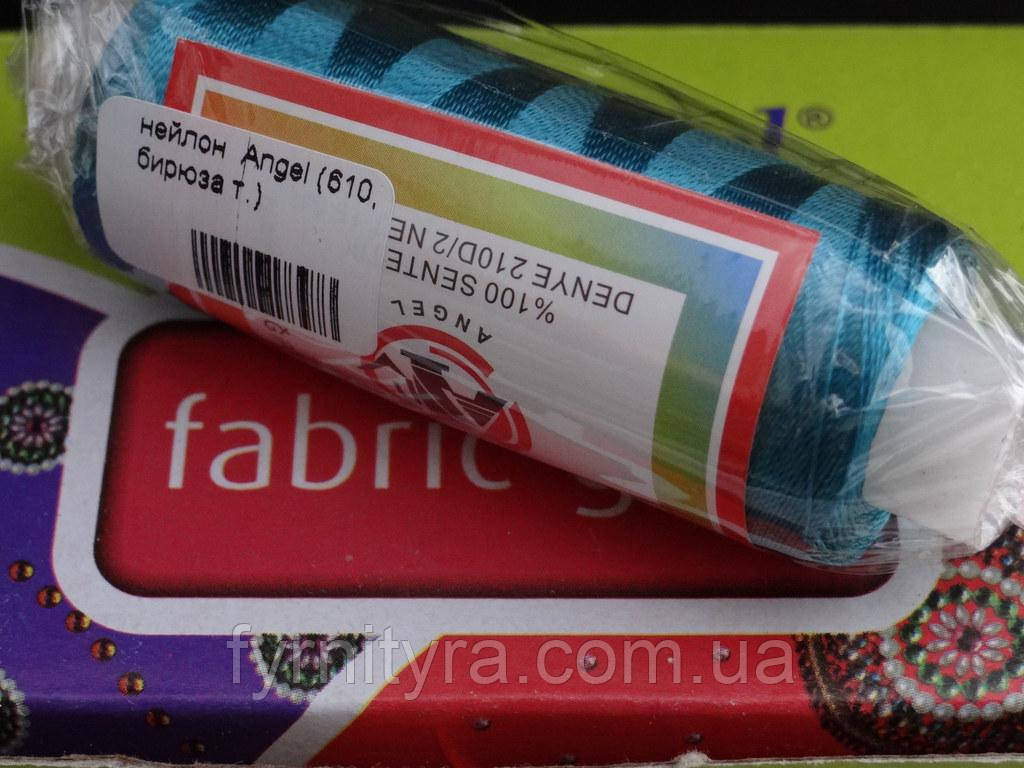 нейлон Angel (610,
бирюза т.)
%100 SENTE
DENYE 210D/2 NE
ANGEL
fabric
fyrnityra.com.ua